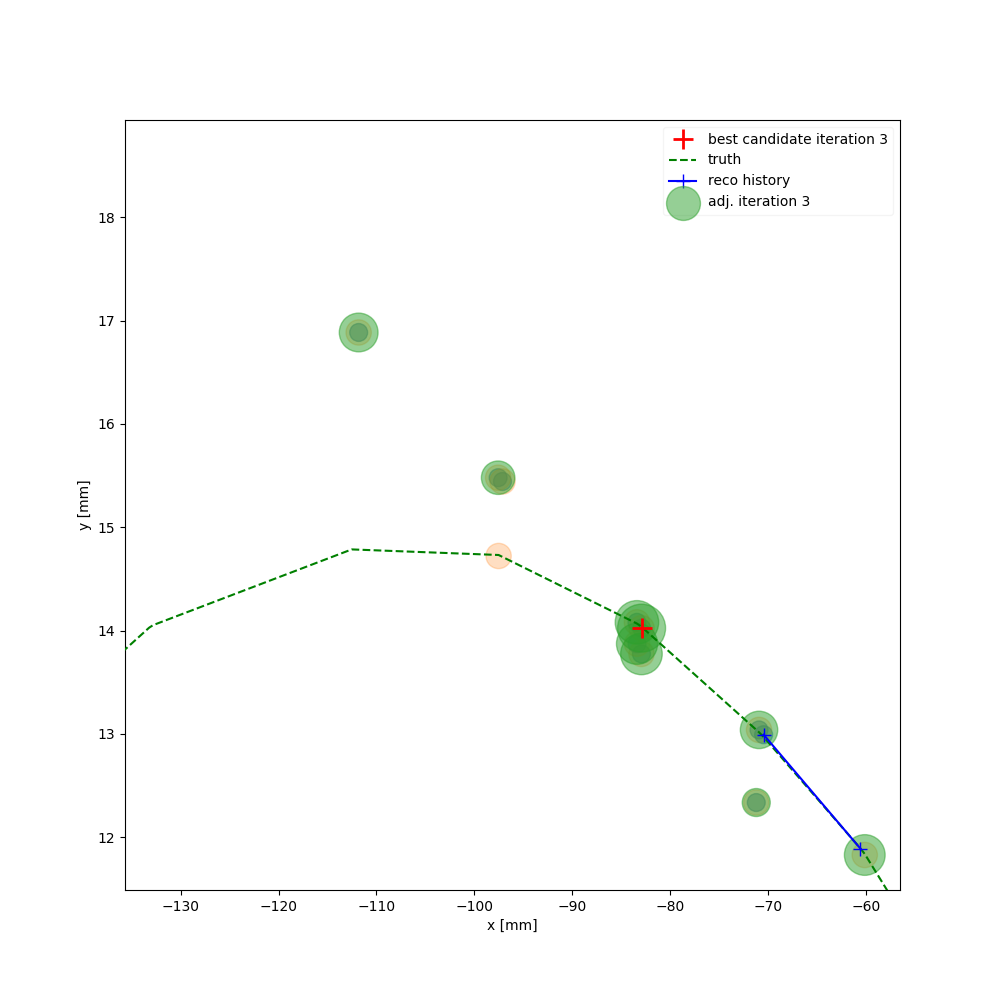 best candidate iteration 3
truth
reco history
adj. iteration 3
18
17
16
15
14
13
12
y [mm]
−130 −120 −110 −100 −90 −80 −70 −60
x [mm]